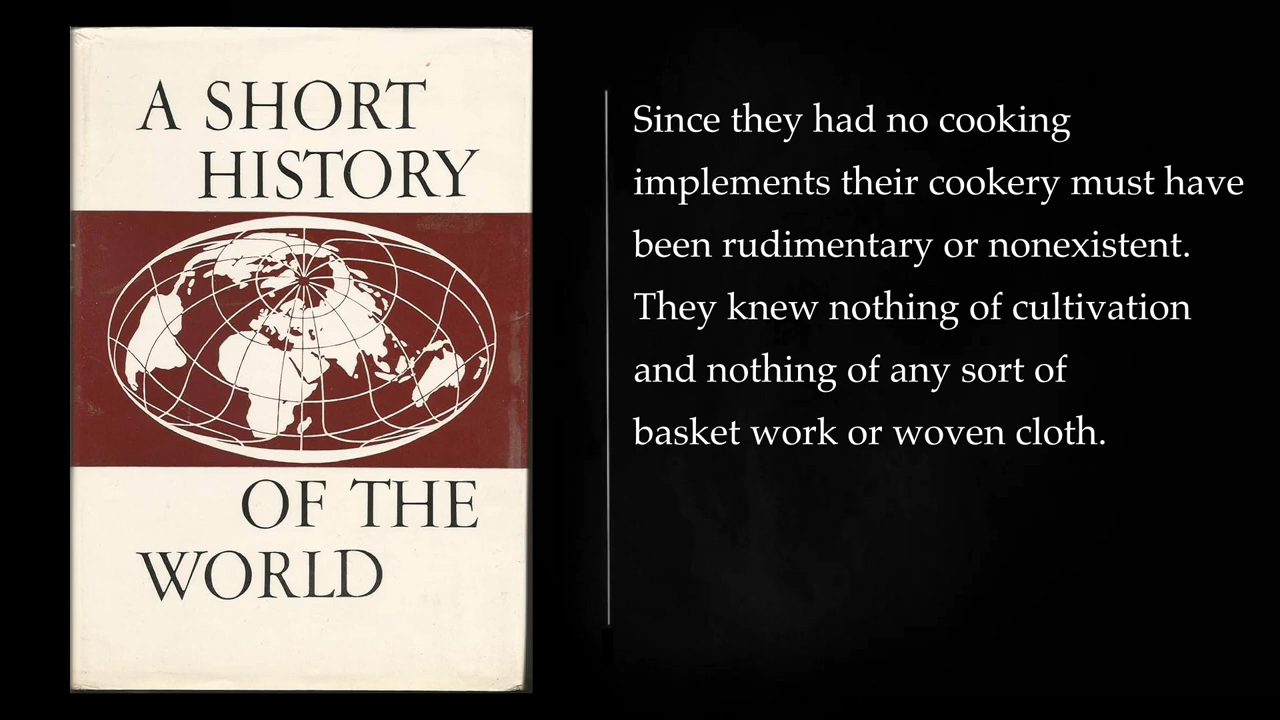 A SHORT
HISTORY
OF THE
WORLD
Since they had no cooking
implements their cookery must have
been rudimentary or nonexistent.
They knew nothing of cultivation
and nothing of any sort of
basket work or woven cloth.